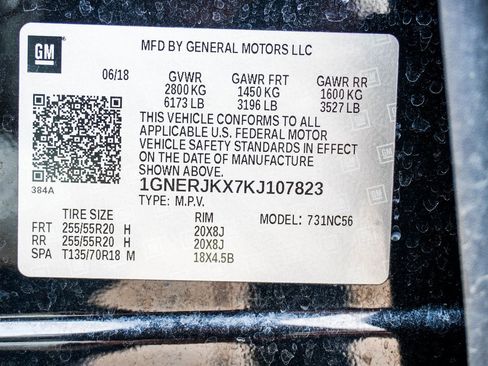 GM
MFD BY GENERAL MOTORS LLC
06/18 GVWR GAWR FRT GAWR RR
2800 KG 1450 KG 1600 KG
6173 LB 3196 LB 3527 LB
THIS VEHICLE CONFORMS TO ALL
APPLICABLE U.S. FEDERAL MOTOR
VEHICLE SAFETY STANDARDS IN EFFECT
ON THE DATE OF MANUFACTURE
SHOWN ABOVE.
384A
1GNERJKX7KJ107823
TYPE: M.P.V.
TIRE SIZE RIM MODEL: 731NC56
FRT 255/55R20 H 20X8J
RR 255/55R20 H 20X8J
SPA T135/70R18 M 18X4.5B